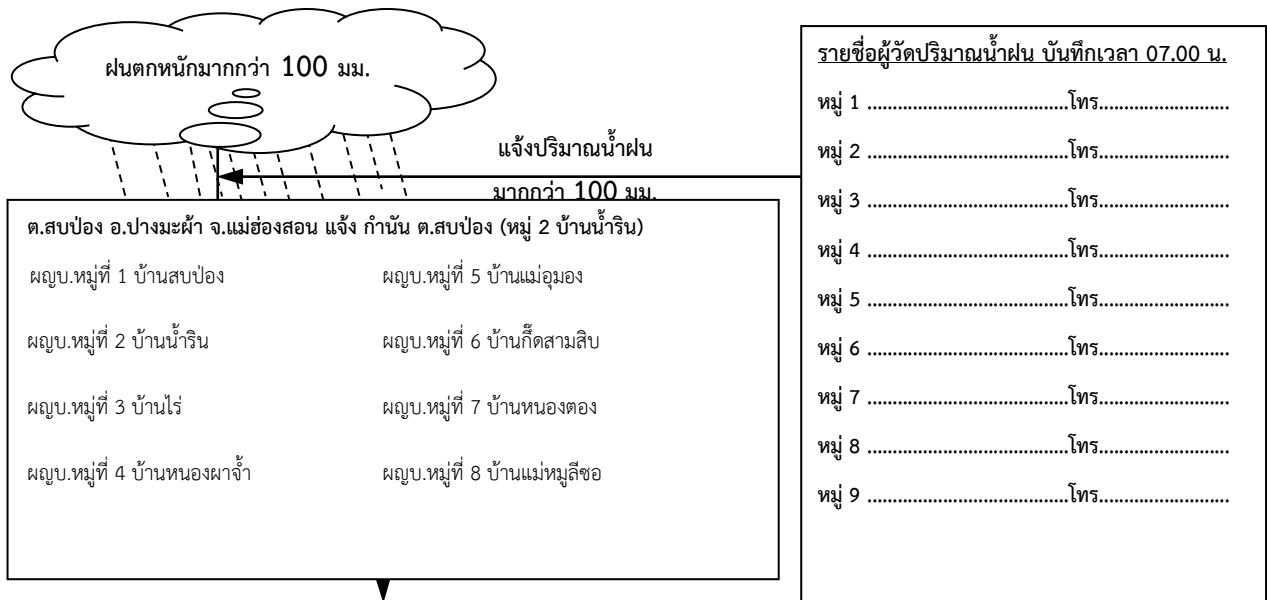 ฝนตกหนักมากกว่า 100 มม.
แจ้งปริมาณน้ำฝน
มากกว่า 100 มม.
ต.สบป่อง อ.ปางมะผ้า จ.แม่ฮ่องสอน แจ้ง กำนัน ต.สบป่อง (หมู่ 2 บ้านน้ำริน)
ผญบ.หมู่ที่ 1 บ้านสบป่อง ผญบ.หมู่ที่ 5 บ้านแม่อุมอง
ผญบ.หมู่ที่ 2 บ้านน้ำริน ผญบ.หมู่ที่ 6 บ้านกึ๊ดสามสิบ
ผญบ.หมู่ที่ 3 บ้านไร่ ผญบ.หมู่ที่ 7 บ้านหนองตอง
ผญบ.หมู่ที่ 4 บ้านหนองผาจ้ำ ผญบ.หมู่ที่ 8 บ้านแม่หมูลีซอ
รายชื่อผู้วัดปริมาณน้ำฝน บันทึกเวลา 07.00 น.
หมู่ 1 ....................................โทร........................
หมู่ 2 ....................................โทร........................
หมู่ 3 ....................................โทร........................
หมู่ 4 ....................................โทร........................
หมู่ 5 ....................................โทร........................
หมู่ 6 ....................................โทร........................
หมู่ 7 ....................................โทร........................
หมู่ 8 ....................................โทร........................
หมู่ 9 ....................................โทร........................